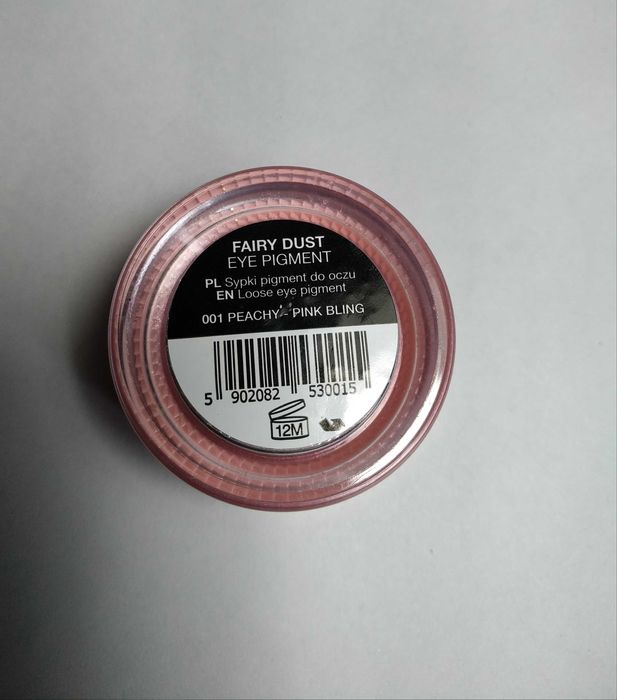 FAIRY DUST
EYE PIGMENT
PL Sypki pigment do oczu
EN Loose eye pigment
001 PEACHY - PINK BLING
5 902082 530015
12M